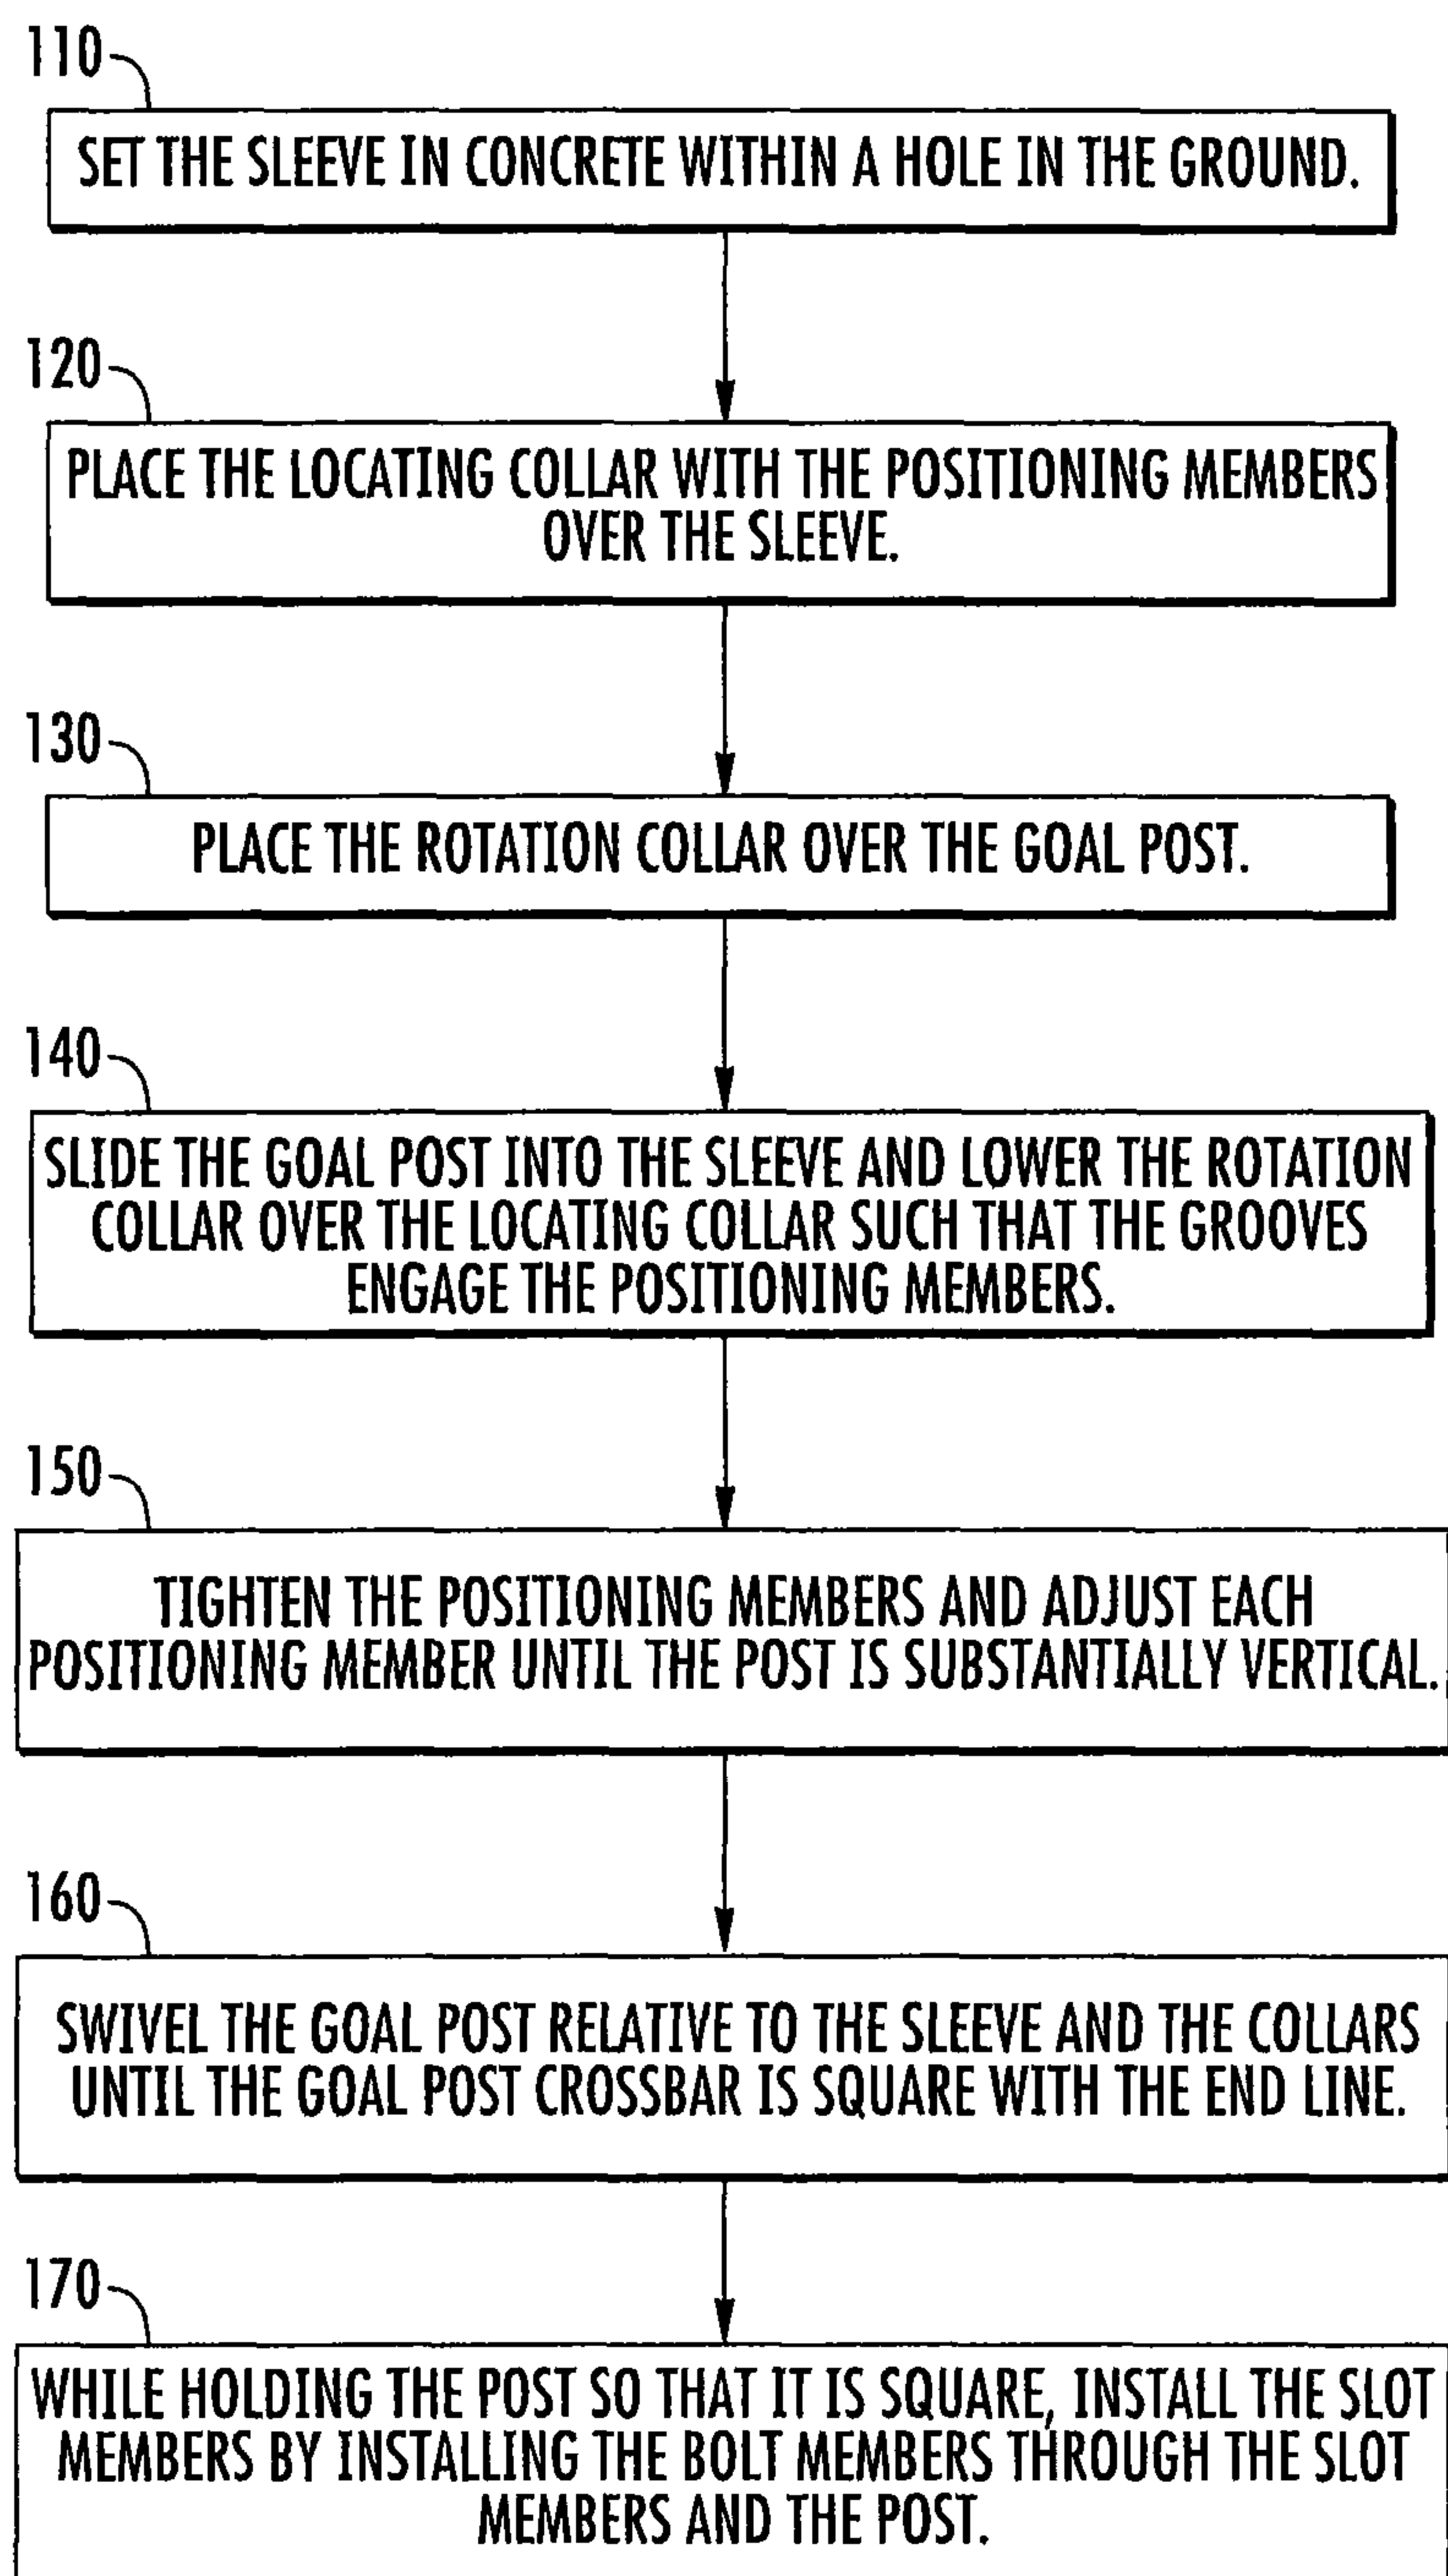 110
SET THE SLEEVE IN CONCRETE WITHIN A HOLE IN THE GROUND.
120
PLACE THE LOCATING COLLAR WITH THE POSITIONING MEMBERS
OVER THE SLEEVE.
130
PLACE THE ROTATION COLLAR OVER THE GOAL POST.
140
SLIDE THE GOAL POST INTO THE SLEEVE AND LOWER THE ROTATION
COLLAR OVER THE LOCATING COLLAR SUCH THAT THE GROOVES
ENGAGE THE POSITIONING MEMBERS.
150
TIGHTEN THE POSITIONING MEMBERS AND ADJUST EACH
POSITIONING MEMBER UNTIL THE POST IS SUBSTANTIALLY VERTICAL.
160
SWIVEL THE GOAL POST RELATIVE TO THE SLEEVE AND THE COLLARS
UNTIL THE GOAL POST CROSSBAR IS SQUARE WITH THE END LINE.
170
WHILE HOLDING THE POST SO THAT IT IS SQUARE, INSTALL THE SLOT
MEMBERS BY INSTALLING THE BOLT MEMBERS THROUGH THE SLOT
MEMBERS AND THE POST.